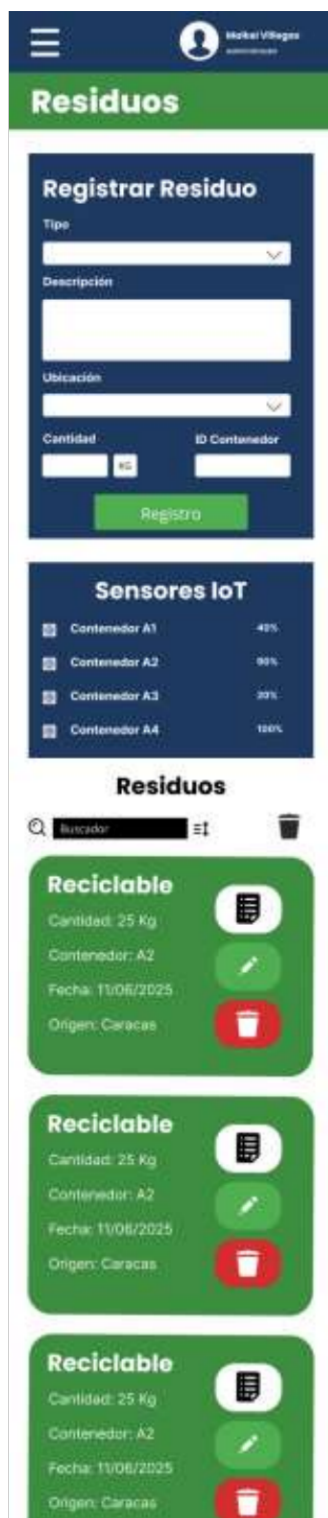 Maikel Villegas
Residuos
Registrar Residuo
Tipo
Descripción
Ubicación
Cantidad ID Contenedor
KG
Registro
Sensores IoT
Contenedor A1 40%
Contenedor A2 90%
Contenedor A3 20%
Contenedor A4 100%
Residuos
Buscador
Reciclable
Cantidad: 25 Kg
Contenedor: A2
Fecha: 11/06/2025
Origen: Caracas
Reciclable
Cantidad: 25 Kg
Contenedor: A2
Fecha: 11/06/2025
Origen: Caracas
Reciclable
Cantidad: 25 Kg
Contenedor: A2
Fecha: 11/06/2025
Origen: Caracas